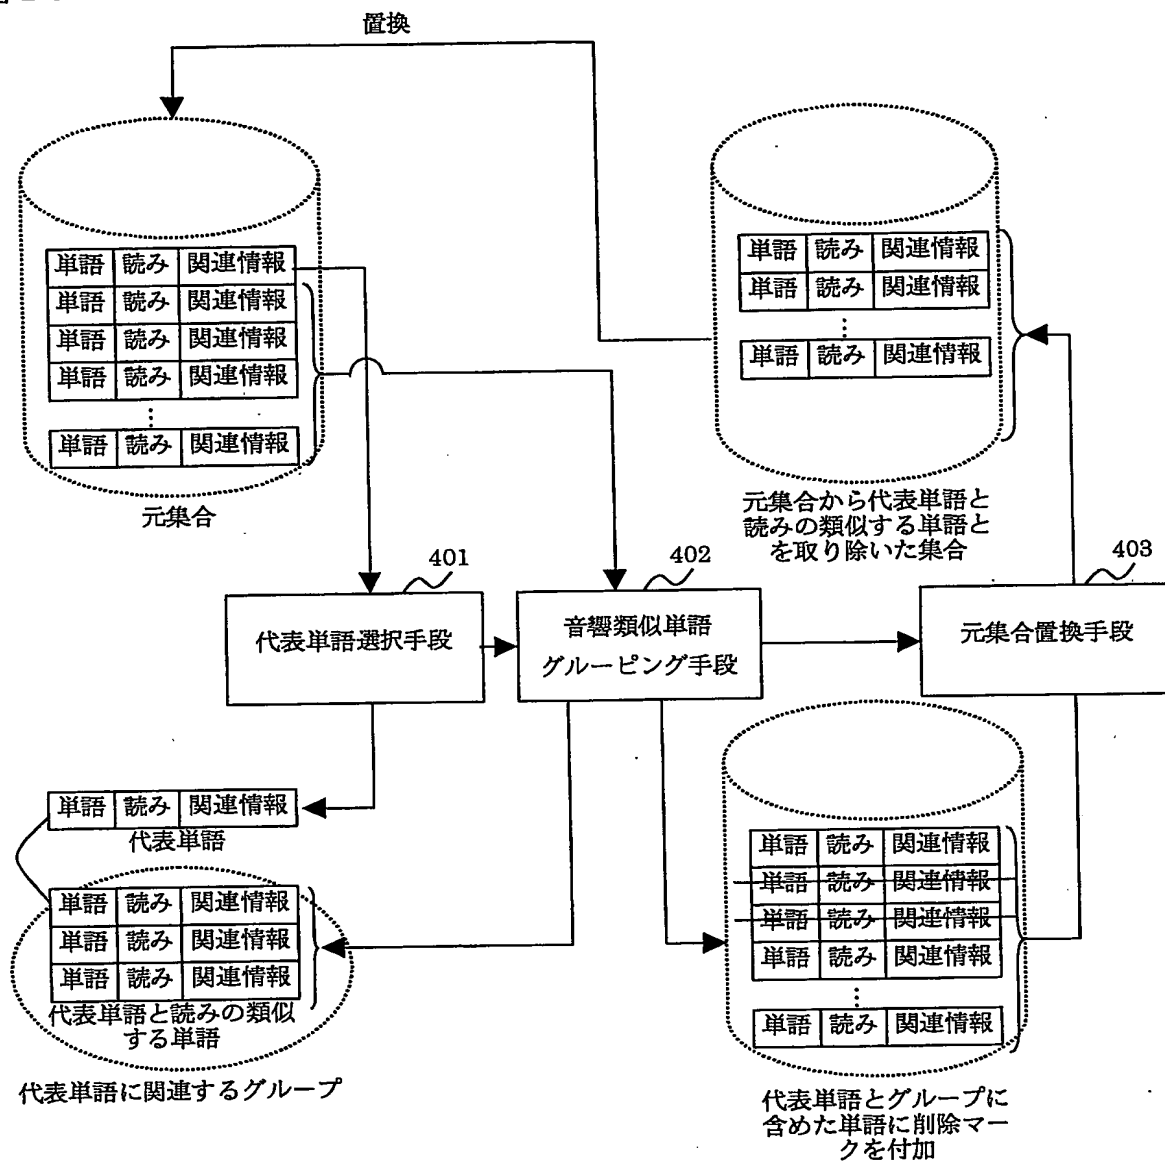 置換
単語 読み 関連情報
単語 読み 関連情報
単語 読み 関連情報
単語 読み 関連情報
単語 読み 関連情報
元集合
単語 読み 関連情報
単語 読み 関連情報
単語 読み 関連情報
元集合から代表単語と
読みの類似する単語と
を取り除いた集合
401
代表単語選択手段
402
音響類似単語
グルーピング手段
403
元集合置換手段
単語 読み 関連情報
代表単語
単語 読み 関連情報
単語 読み 関連情報
単語 読み 関連情報
代表単語と読みの類似
する単語
代表単語に関連するグループ
単語 読み 関連情報
単語 読み 関連情報
単語 読み 関連情報
単語 読み 関連情報
単語 読み 関連情報
代表単語とグループに
含めた単語に削除マー
クを付加